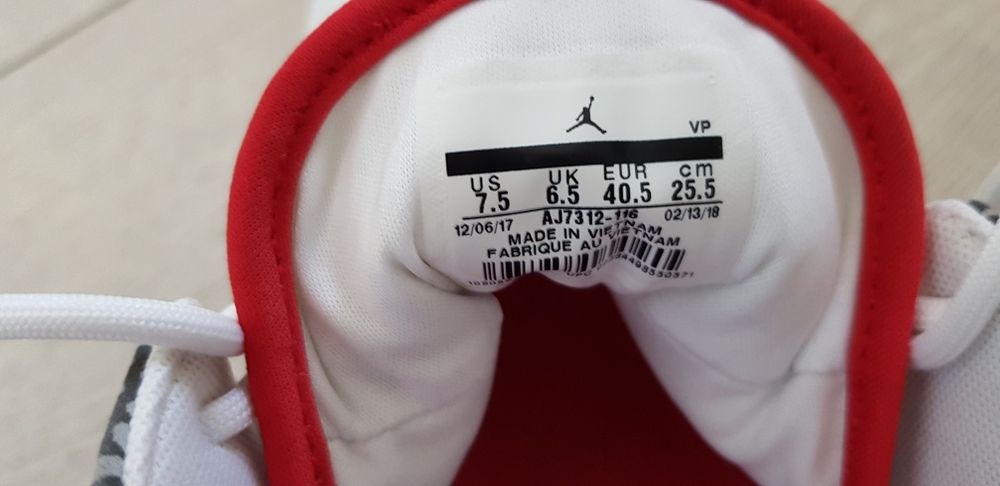 VP
US UK EUR cm
7.5 6.5 40.5 25.5
12/06/17 AJ7312-116 02/13/18
MADE IN VIETNAM
FABRIQUE AU VIETNAM